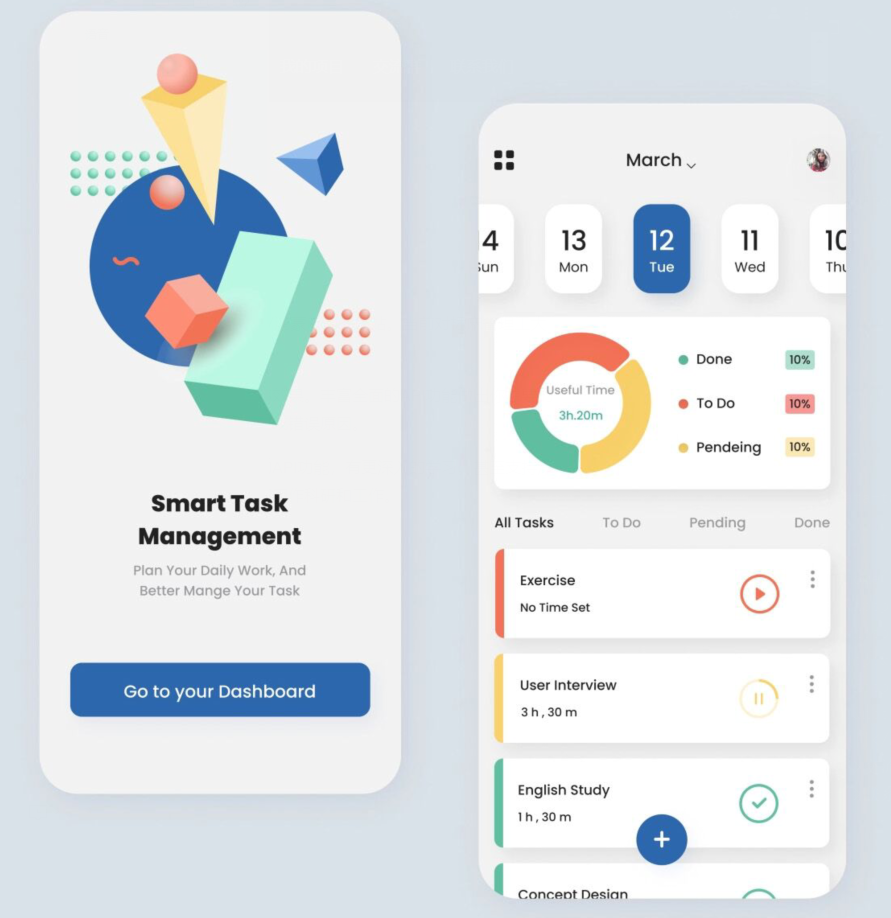 Smart Task
Management
Plan Your Daily Work, And
Better Mange Your Task
Go to your Dashboard
March
4 13 12 11 10
Sun Mon Tue Wed Thu
Useful Time
3h.20m
Done 10%
To Do 10%
Pendeing 10%
All Tasks To Do Pending Done
Exercise
No Time Set
User Interview
3 h , 30 m
English Study
1 h , 30 m
+
Concept Design